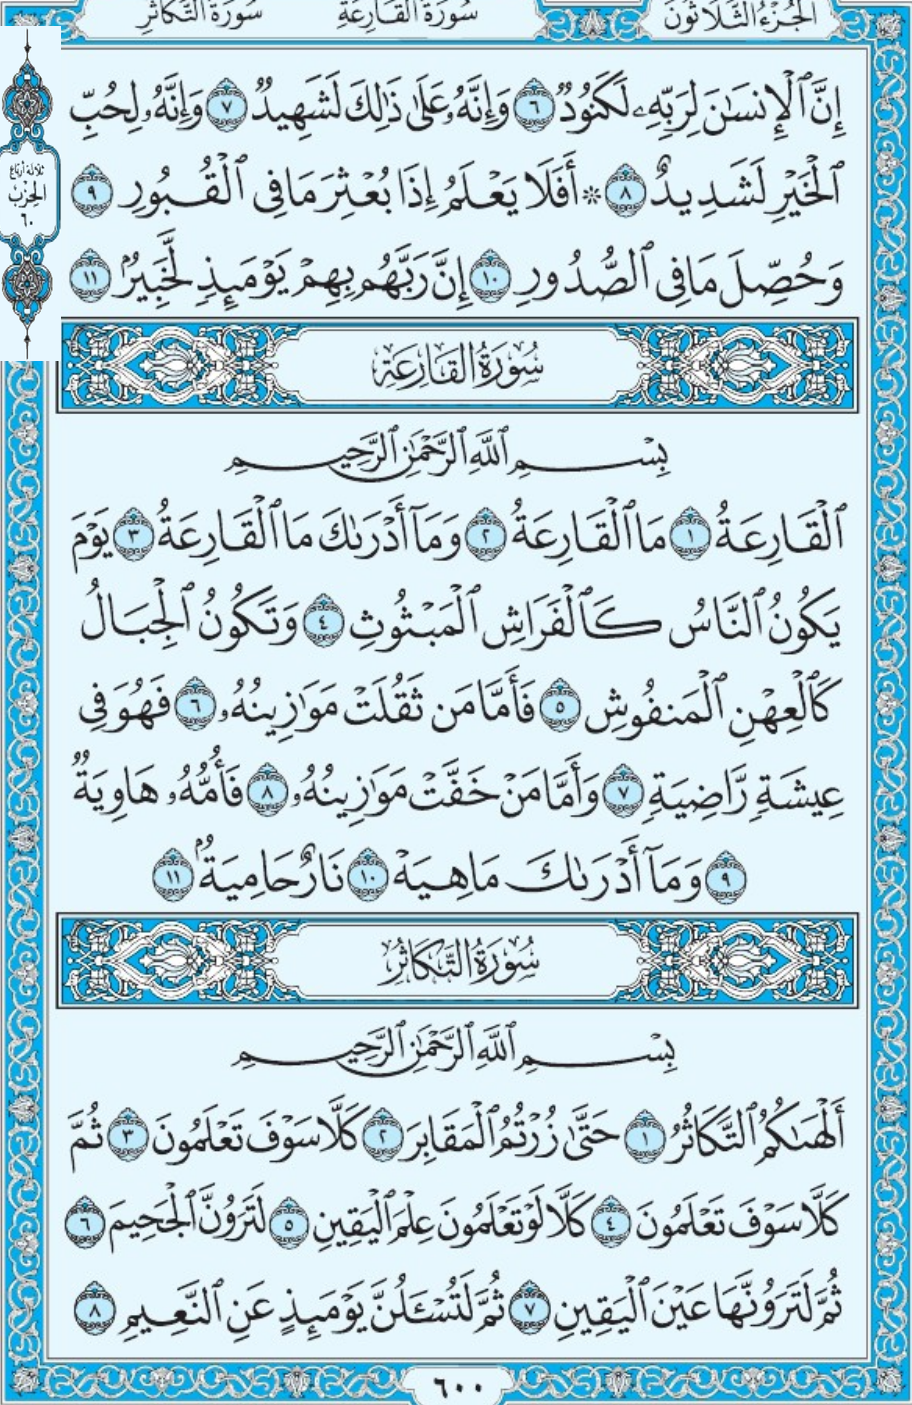 الجُزْءُ الثَّلَاثُونَ سُورَةُ القَارِعَةِ سُورَةُ التَّكَاثُرِ
ثلاثة أرباع
الحِزْبُ
٦٠
إِنَّ ٱلْإِنسَٰنَ لِرَبِّهِۦ لَكَنُودٌ ٦ وَإِنَّهُۥ عَلَىٰ ذَٰلِكَ لَشَهِيدٌ ٧ وَإِنَّهُۥ لِحُبِّ
ٱلْخَيْرِ لَشَدِيدٌ ٨ ۞ أَفَلَا يَعْلَمُ إِذَا بُعْثِرَ مَا فِى ٱلْقُبُورِ ٩
وَحُصِّلَ مَا فِى ٱلصُّدُورِ ١٠ إِنَّ رَبَّهُم بِهِمْ يَوْمَئِذٍ لَّخَبِيرٌۢ ١١
سُورَةُ القَارِعَةِ
بِسْمِ ٱللَّهِ ٱلرَّحْمَٰنِ ٱلرَّحِيمِ
ٱلْقَارِعَةُ ١ مَا ٱلْقَارِعَةُ ٢ وَمَآ أَدْرَىٰكَ مَا ٱلْقَارِعَةُ ٣ يَوْمَ
يَكُونُ ٱلنَّاسُ كَٱلْفَرَاشِ ٱلْمَبْثُوثِ ٤ وَتَكُونُ ٱلْجِبَالُ
كَٱلْعِهْنِ ٱلْمَنفُوشِ ٥ فَأَمَّا مَن ثَقُلَتْ مَوَٰزِينُهُۥ ٦ فَهُوَ فِى
عِيشَةٍ رَّاضِيَةٍ ٧ وَأَمَّا مَنْ خَفَّتْ مَوَٰزِينُهُۥ ٨ فَأُمُّهُۥ هَاوِيَةٌ
٩ وَمَآ أَدْرَىٰكَ مَا هِيَهْ ١٠ نَارٌ حَامِيَةٌۢ ١١
سُورَةُ التَّكَاثُرِ
بِسْمِ ٱللَّهِ ٱلرَّحْمَٰنِ ٱلرَّحِيمِ
أَلْهَىٰكُمُ ٱلتَّكَاثُرُ ١ حَتَّىٰ زُرْتُمُ ٱلْمَقَابِرَ ٢ كَلَّا سَوْفَ تَعْلَمُونَ ٣ ثُمَّ
كَلَّا سَوْفَ تَعْلَمُونَ ٤ كَلَّا لَوْ تَعْلَمُونَ عِلْمَ ٱلْيَقِينِ ٥ لَتَرَوُنَّ ٱلْجَحِيمَ ٦
ثُمَّ لَتَرَوُنَّهَا عَيْنَ ٱلْيَقِينِ ٧ ثُمَّ لَتُسْـَٔلُنَّ يَوْمَئِذٍ عَنِ ٱلنَّعِيمِ ٨
٦٠٠